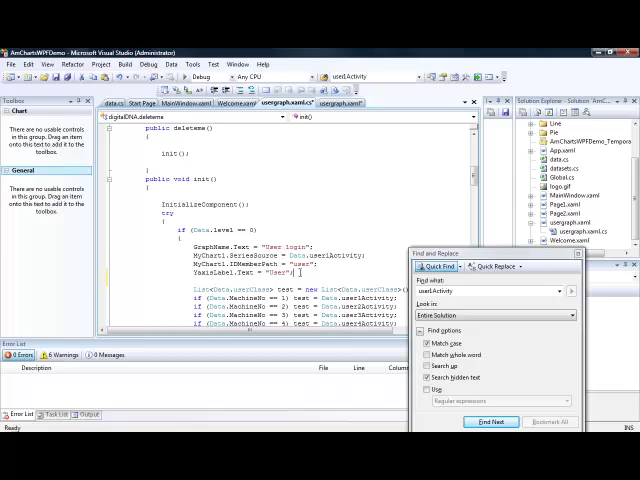 AmChartsWPFDemo - Microsoft Visual Studio (Administrator)
File Edit View Refactor Project Build Debug Data Tools Test Window Help
Debug Any CPU user1Activity
Toolbox
data.cs Start Page MainWindow.xaml Welcome.xaml* usergraph.xaml.cs* usergraph.xaml*
digitalDNA.deleteme init()
Chart
There are no usable controls
in this group. Drag an item
onto this text to add it to the
toolbox.
General
There are no usable controls
in this group. Drag an item
onto this text to add it to the
toolbox.
public void deleteme()
{
init();
}
public void init()
{
InitializeComponent();
try
{
if (Data.level == 0)
{
GraphName.Text = "User login";
MyChart1.SeriesSource = Data.user1Activity;
MyChart1.IDMemberPath = "user";
YaxisLabel.Text = "User";
List<Data.userClass> test = new List<Data.userClass>()
if (Data.MachineNo == 1) test = Data.user1Activity;
if (Data.MachineNo == 2) test = Data.user2Activity;
if (Data.MachineNo == 3) test = Data.user3Activity;
if (Data.MachineNo == 4) test = Data.user4Activity;
Solution Explorer - AmC...
Line
Pie
AmChartsWPFDemo_Tempora
App.xaml
data.cs
datasets.cs
Global.cs
logo.gif
MainWindow.xaml
Page1.xaml
Page2.xaml
usergraph.xaml
usergraph.xaml.cs
Welcome.xaml
Find and Replace
Quick Find Quick Replace
Find what:
user1Activity
Look in:
Entire Solution
Find options
Match case
Match whole word
Search up
Search hidden text
Use
Regular expressions
Find Next Bookmark All
Error List
0 Errors 6 Warnings 0 Messages
Description File Line
Error List Task List Output
Ready INS